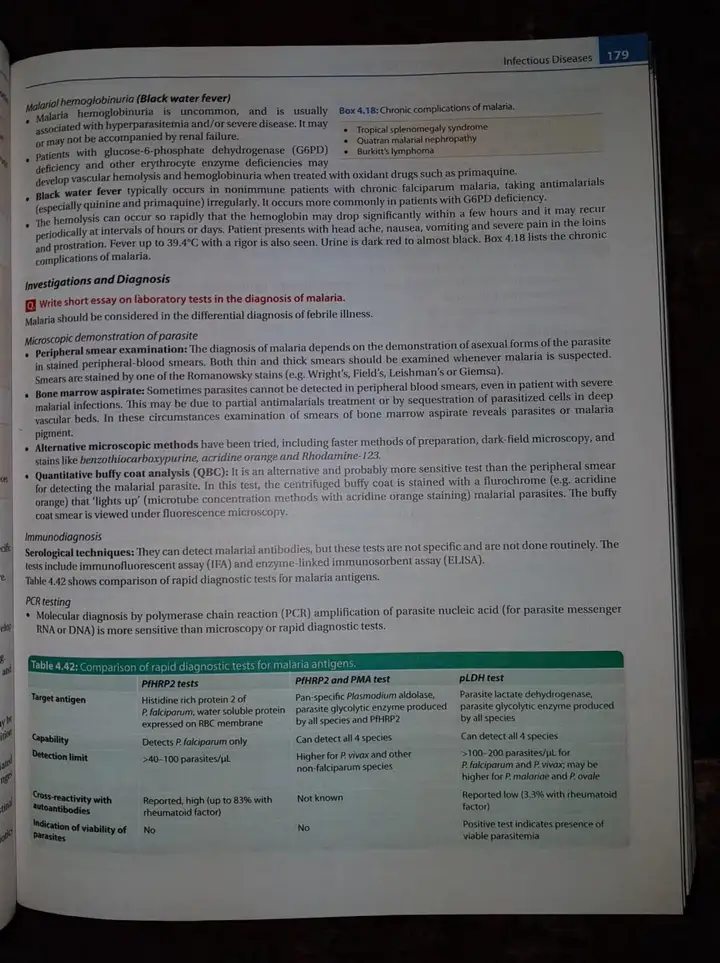 Infectious Diseases 179
Malarial hemoglobinuria (Black water fever)
• Malaria hemoglobinuria is uncommon, and is usually
associated with hyperparasitemia and/or severe disease. It may
or may not be accompanied by renal failure.
• Patients with glucose-6-phosphate dehydrogenase (G6PD)
deficiency and other erythrocyte enzyme deficiencies may
develop vascular hemolysis and hemoglobinuria when treated with oxidant drugs such as primaquine.
Box 4.18: Chronic complications of malaria.
• Tropical splenomegaly syndrome
• Quatran malarial nephropathy
• Burkitt's lymphoma
• Black water fever typically occurs in nonimmune patients with chronic falciparum malaria, taking antimalarials
(especially quinine and primaquine) irregularly. It occurs more commonly in patients with G6PD deficiency.
• The hemolysis can occur so rapidly that the hemoglobin may drop significantly within a few hours and it may recur
periodically at intervals of hours or days. Patient presents with head ache, nausea, vomiting and severe pain in the loins
and prostration. Fever up to 39.4°C with a rigor is also seen. Urine is dark red to almost black. Box 4.18 lists the chronic
complications of malaria.
Investigations and Diagnosis
Q. Write short essay on laboratory tests in the diagnosis of malaria.
Malaria should be considered in the differential diagnosis of febrile illness.
Microscopic demonstration of parasite
• Peripheral smear examination: The diagnosis of malaria depends on the demonstration of asexual forms of the parasite
in stained peripheral-blood smears. Both thin and thick smears should be examined whenever malaria is suspected.
Smears are stained by one of the Romanowsky stains (e.g. Wright's, Field's, Leishman's or Giemsa).
• Bone marrow aspirate: Sometimes parasites cannot be detected in peripheral blood smears, even in patient with severe
malarial infections. This may be due to partial antimalarials treatment or by sequestration of parasitized cells in deep
vascular beds. In these circumstances examination of smears of bone marrow aspirate reveals parasites or malaria
pigment.
• Alternative microscopic methods have been tried, including faster methods of preparation, dark-field microscopy, and
stains like benzothiocarboxypurine, acridine orange and Rhodamine-123.
• Quantitative buffy coat analysis (QBC): It is an alternative and probably more sensitive test than the peripheral smear
for detecting the malarial parasite. In this test, the centrifuged buffy coat is stained with a flurochrome (e.g. acridine
orange) that 'lights up' (microtube concentration methods with acridine orange staining) malarial parasites. The buffy
coat smear is viewed under fluorescence microscopy.
Immunodiagnosis
Serological techniques: They can detect malarial antibodies, but these tests are not specific and are not done routinely. The
tests include immunofluorescent assay (IFA) and enzyme-linked immunosorbent assay (ELISA).
Table 4.42 shows comparison of rapid diagnostic tests for malaria antigens.
PCR testing
• Molecular diagnosis by polymerase chain reaction (PCR) amplification of parasite nucleic acid (for parasite messenger
RNA or DNA) is more sensitive than microscopy or rapid diagnostic tests.
Table 4.42: Comparison of rapid diagnostic tests for malaria antigens.
PfHRP2 tests PfHRP2 and PMA test pLDH test
Target antigen Histidine rich protein 2 of Pan-specific Plasmodium aldolase, Parasite lactate dehydrogenase,
P. falciparum, water soluble protein parasite glycolytic enzyme produced parasite glycolytic enzyme produced
expressed on RBC membrane by all species and PfHRP2 by all species
Capability Detects P. falciparum only Can detect all 4 species Can detect all 4 species
Detection limit >40–100 parasites/μL Higher for P. vivax and other >100–200 parasites/μL for
non-falciparum species P. falciparum and P. vivax; may be
higher for P. malariae and P. ovale
Cross-reactivity with Reported, high (up to 83% with Not known Reported low (3.3% with rheumatoid
autoantibodies rheumatoid factor) factor)
Indication of viability of No No Positive test indicates presence of
parasites viable parasitemia